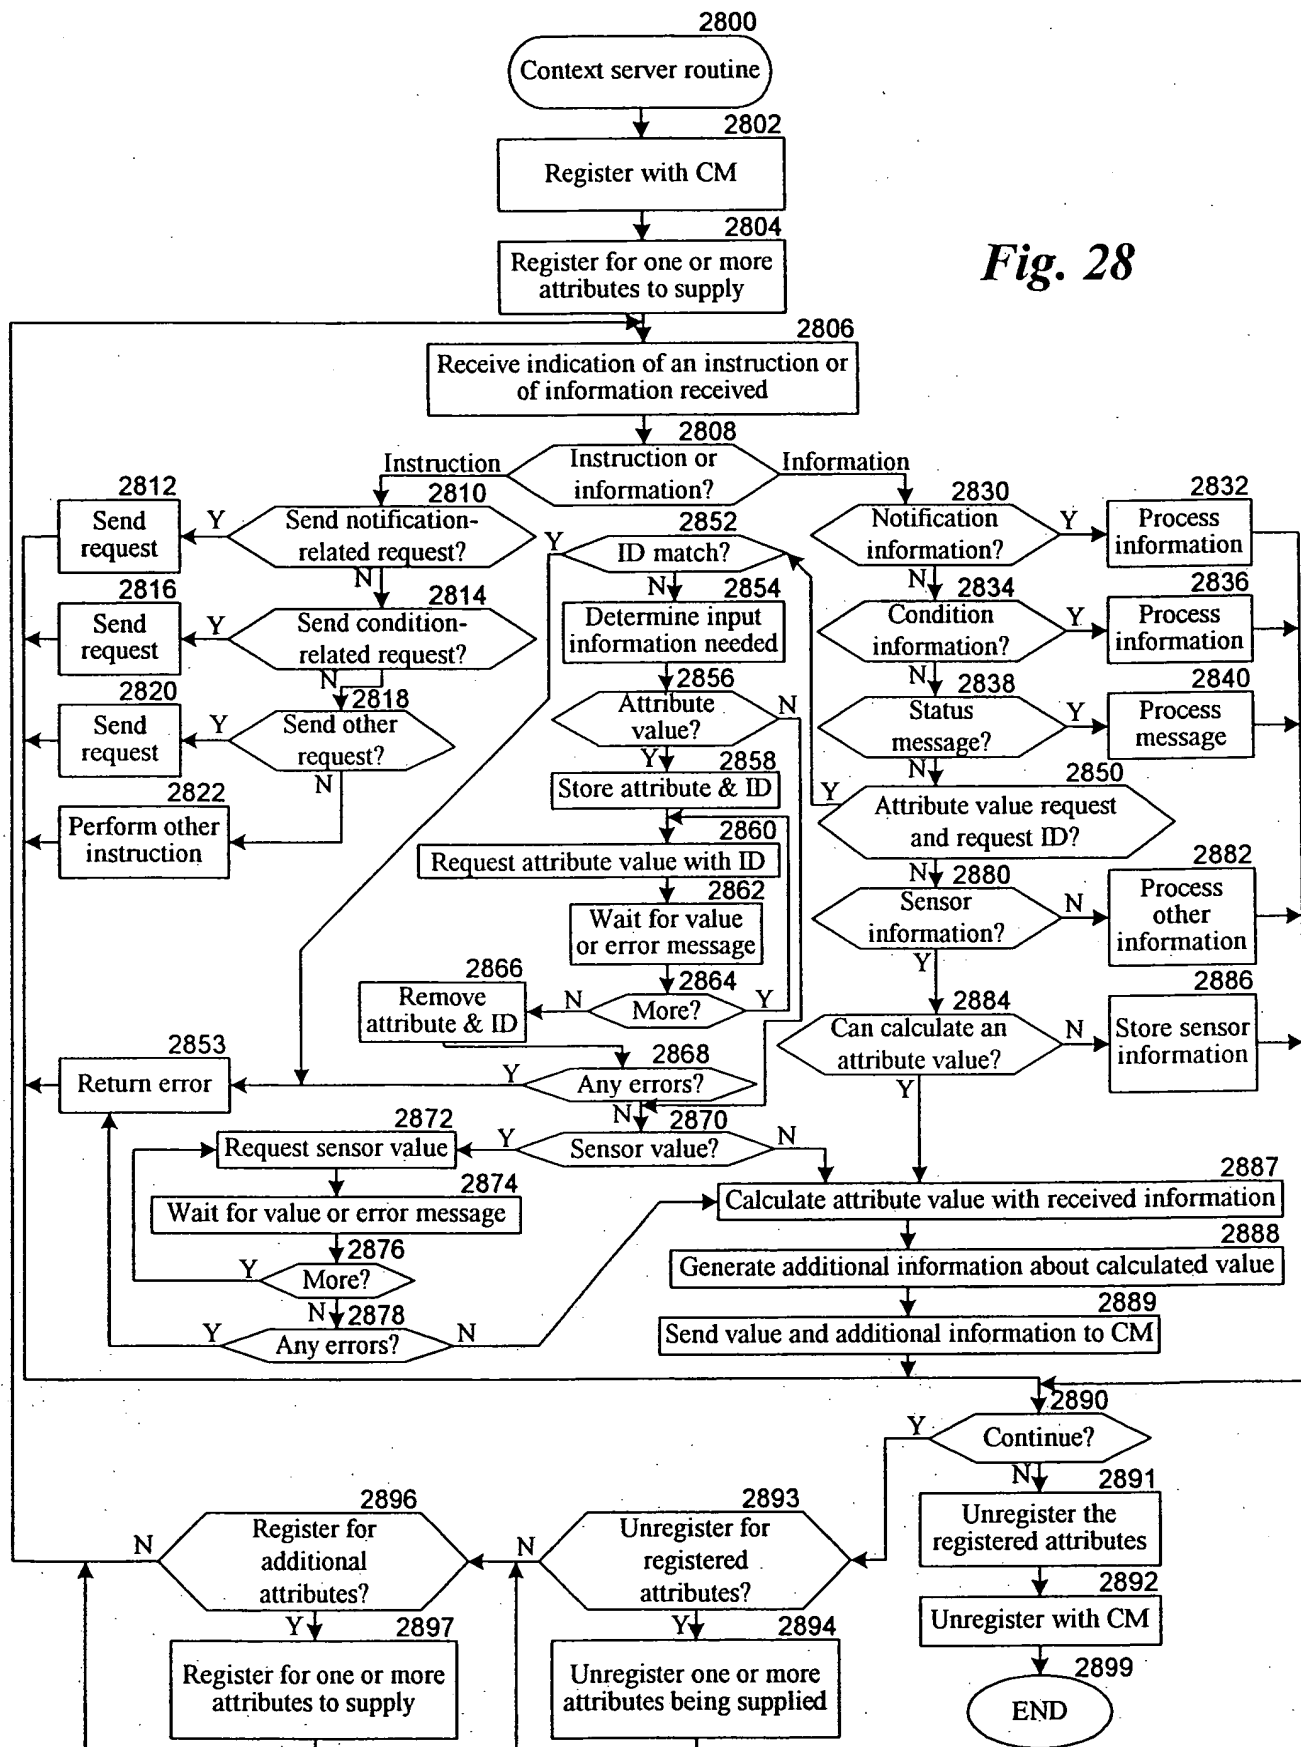 2800
Context server routine
2802
Register with CM
2804
Register for one or more
attributes to supply
Fig. 28
2806
Receive indication of an instruction or
of information received
2808
Instruction or
information?
Instruction
Information
2810
Send notification-
related request?
Y
N
2812
Send
request
2814
Send condition-
related request?
Y
N
2816
Send
request
2818
Send other
request?
Y
N
2820
Send
request
2822
Perform other
instruction
2830
Notification
information?
Y
N
2832
Process
information
2834
Condition
information?
Y
N
2836
Process
information
2838
Status
message?
Y
N
2840
Process
message
2850
Attribute value request
and request ID?
Y
N
2852
ID match?
Y
N
2854
Determine input
information needed
2856
Attribute
value?
N
Y
2858
Store attribute & ID
2860
Request attribute value with ID
2862
Wait for value
or error message
2864
More?
N
Y
2866
Remove
attribute & ID
2868
Any errors?
Y
N
2853
Return error
2870
Sensor value?
Y
N
2872
Request sensor value
2874
Wait for value or error message
2876
More?
Y
N
2878
Any errors?
Y
N
2880
Sensor
information?
N
Y
2882
Process
other
information
2884
Can calculate an
attribute value?
N
Y
2886
Store sensor
information
2887
Calculate attribute value with received information
2888
Generate additional information about calculated value
2889
Send value and additional information to CM
2890
Continue?
Y
N
2891
Unregister the
registered attributes
2892
Unregister with CM
2899
END
2893
Unregister for
registered
attributes?
N
Y
2894
Unregister one or more
attributes being supplied
2896
Register for
additional
attributes?
N
Y
2897
Register for one or more
attributes to supply